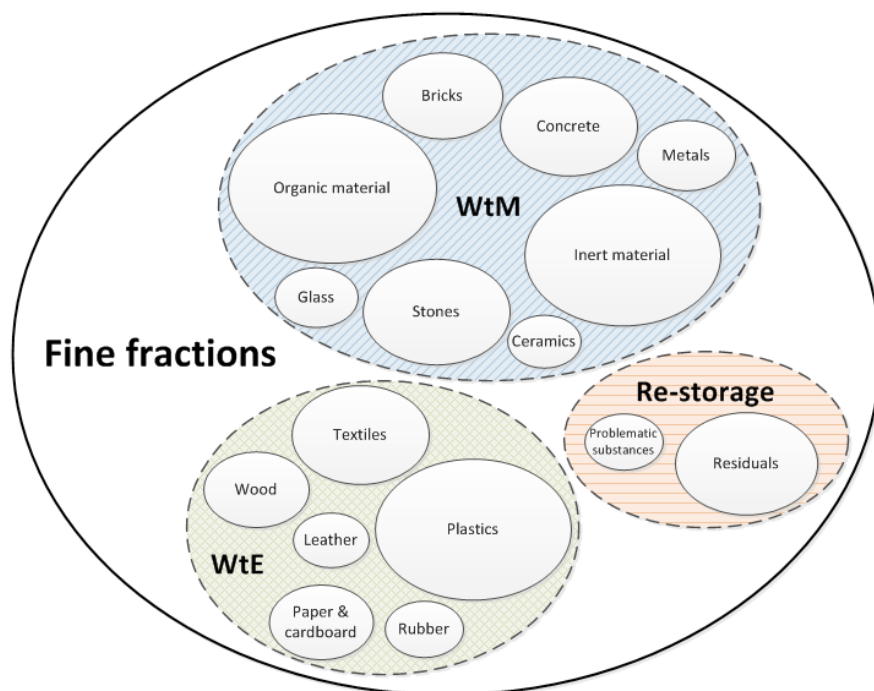 Bricks
Concrete
Metals
Organic material
WtM
Inert material
Glass
Stones
Ceramics
Fine fractions
Re-storage
Problematic
substances
Residuals
Textiles
Wood
Plastics
Leather
WtE
Paper &
cardboard
Rubber